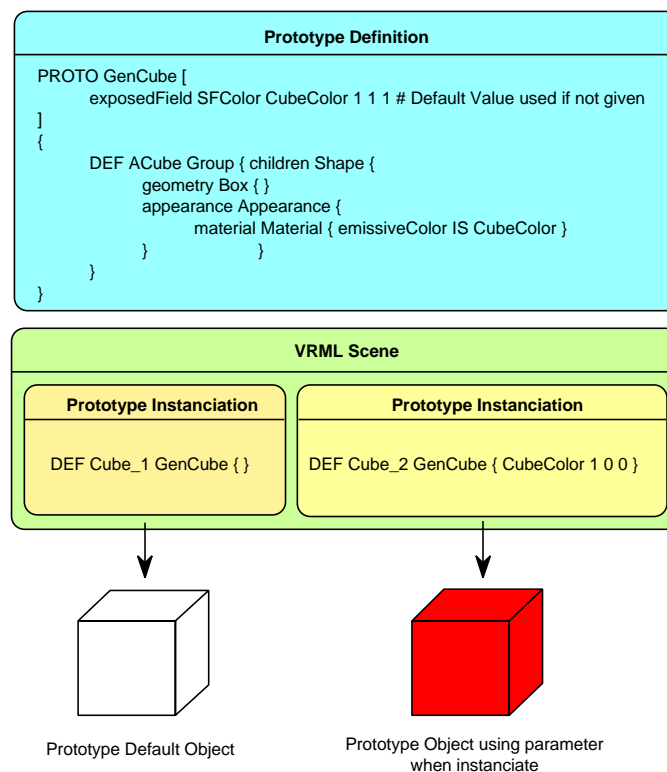 Prototype Definition
PROTO GenCube [
exposedField SFColor CubeColor 1 1 1 # Default Value used if not given
]
{
DEF ACube Group { children Shape {
geometry Box { }
appearance Appearance {
material Material { emissiveColor IS CubeColor }
} }
}
}
VRML Scene
Prototype Instanciation
DEF Cube_1 GenCube { }
Prototype Instanciation
DEF Cube_2 GenCube { CubeColor 1 0 0 }
Prototype Default Object
Prototype Object using parameter
when instanciate